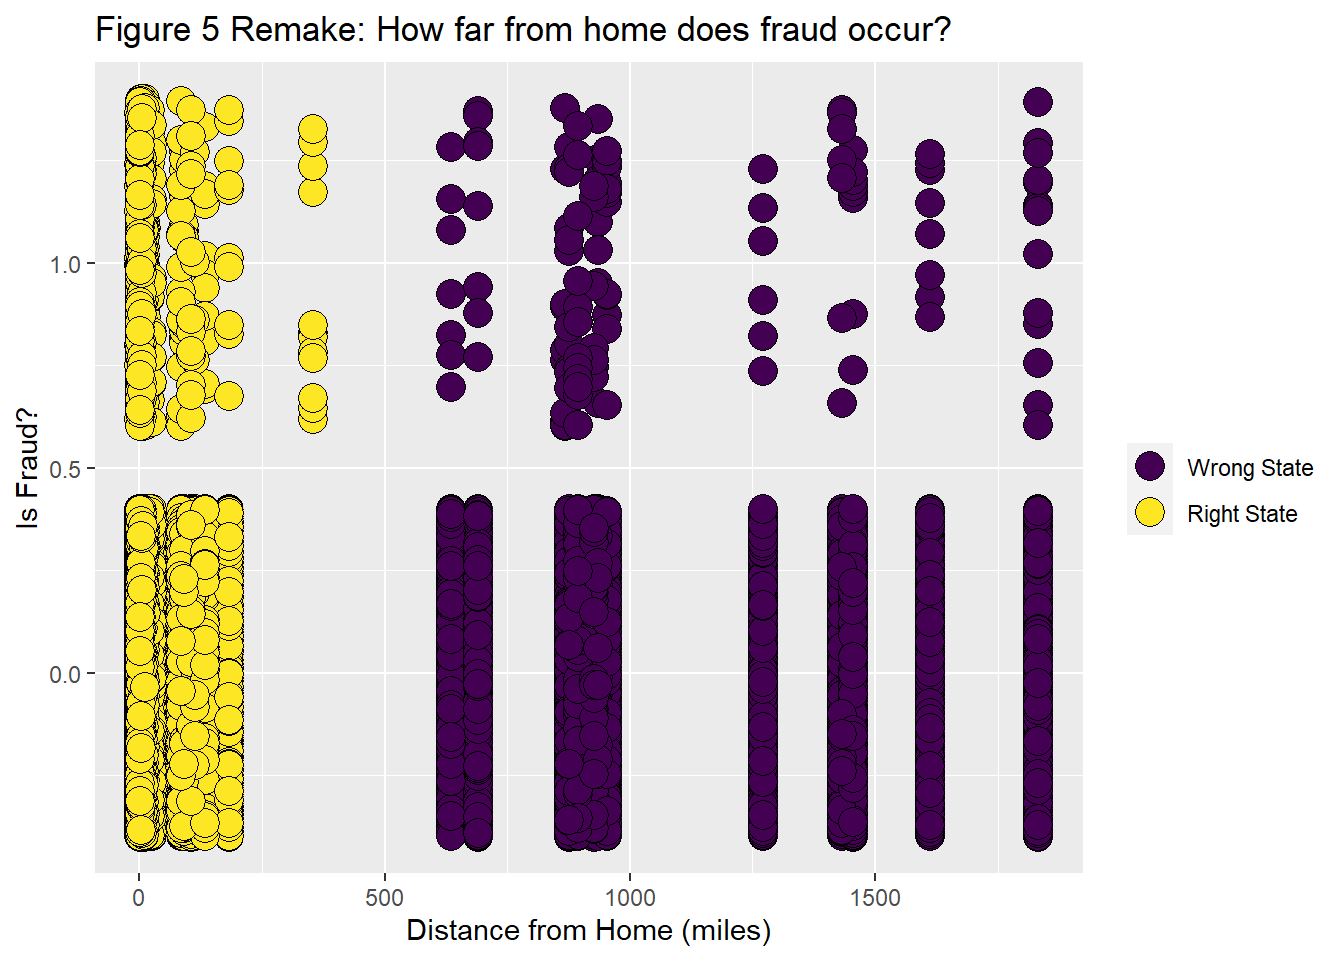 Figure 5 Remake: How far from home does fraud occur?
1.0
0.5
0.0
Is Fraud?
0
500
1000
1500
Distance from Home (miles)
Wrong State
Right State